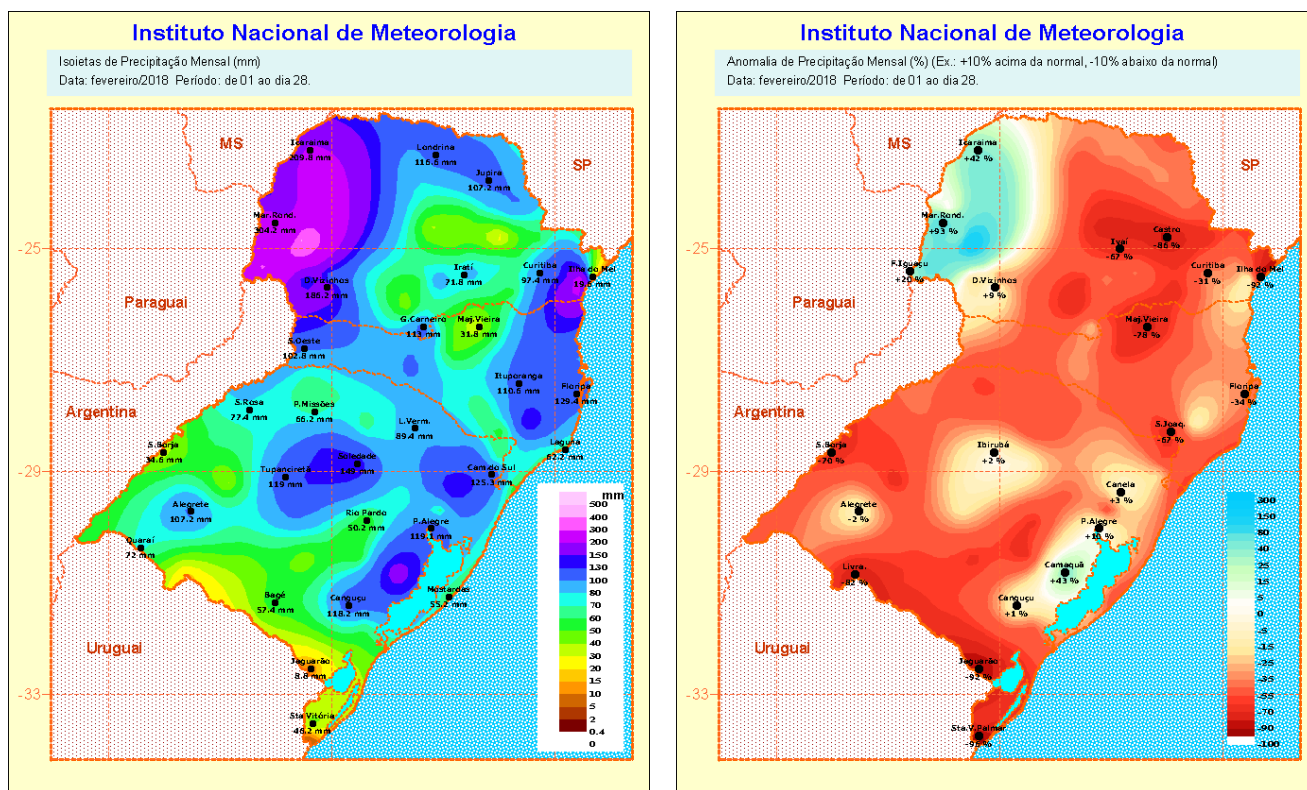 Instituto Nacional de Meteorologia
Isoietas de Precipitação Mensal (mm)
Data: fevereiro/2018 Período: de 01 ao dia 28.
MS
SP
Paraguai
Argentina
Uruguai
-25
-29
-33
Icaraíma
209.8 mm
Londrina
116.6 mm
Japira
107.2 mm
Mar.Rond.
304.2 mm
D.Vizinhos
186.2 mm
Irati
71.8 mm
Curitiba
97.4 mm
Ilha do Mel
19.6 mm
G.Carneiro
113 mm
Maj.Vieira
31.8 mm
S.Oeste
102.8 mm
Ituporanga
110.6 mm
Floripa
129.4 mm
S.Rosa
77.4 mm
P.Missões
66.2 mm
L.Verm.
89.4 mm
Laguna
62.2 mm
S.Borja
34.6 mm
Soledade
149 mm
Tupanciretã
119 mm
Cam.do Sul
125.3 mm
Alegrete
107.2 mm
Rio Pardo
50.2 mm
P.Alegre
119.1 mm
Quaraí
72 mm
Bagé
57.4 mm
Canguçu
118.2 mm
Mostardas
55.2 mm
Jaguarão
8.8 mm
Sta Vitória
46.2 mm
mm
500
400
300
200
150
130
100
80
70
60
50
40
30
20
15
10
5
2
0.4
0
Instituto Nacional de Meteorologia
Anomalia de Precipitação Mensal (%) (Ex.: +10% acima da normal, -10% abaixo da normal)
Data: fevereiro/2018 Período: de 01 ao dia 28.
MS
SP
Paraguai
Argentina
Uruguai
-25
-29
-33
Icaraima
+42 %
Mar.Rond.
+93 %
Castro
-86 %
Ivaí
-67 %
F.Iguaçu
+20 %
D.Vizinhos
+9 %
Curitiba
-31 %
Ilha do Mel
-93 %
Maj.Vieira
-78 %
Floripa
-34 %
S.Joaq.
-67 %
S.Borja
-70 %
Ibirubá
+2 %
Canela
+3 %
Alegrete
-2 %
P.Alegre
+10 %
Camaquã
+43 %
Livra.
-82 %
Canguçu
+1 %
Jaguarão
-92 %
Sta.V.Palmar
300
150
80
40
25
15
5
0
-5
-15
-25
-35
-55
-70
-90
-100